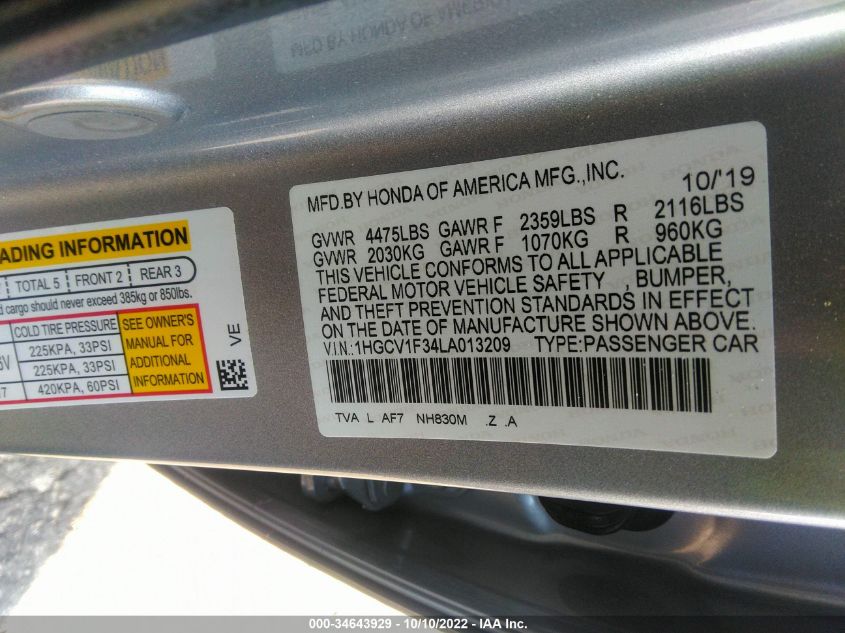 MFD.BY HONDA OF AMERICA MFG.,INC. 10/'19
GVWR 4475LBS GAWR F 2359LBS R 2116LBS
GVWR 2030KG GAWR F 1070KG R 960KG
THIS VEHICLE CONFORMS TO ALL APPLICABLE
FEDERAL MOTOR VEHICLE SAFETY , BUMPER,
AND THEFT PREVENTION STANDARDS IN EFFECT
ON THE DATE OF MANUFACTURE SHOWN ABOVE.
V.I.N.:1HGCV1F34LA013209 TYPE:PASSENGER CAR
TVA L AF7 NH830M .Z .A
ADING INFORMATION
TOTAL 5 FRONT 2 REAR 3
cargo should never exceed 385kg or 850lbs.
COLD TIRE PRESSURE
225KPA, 33PSI
225KPA, 33PSI
420KPA, 60PSI
SEE OWNER'S
MANUAL FOR
ADDITIONAL
INFORMATION
VE
000-34643929 - 10/10/2022 - IAA Inc.